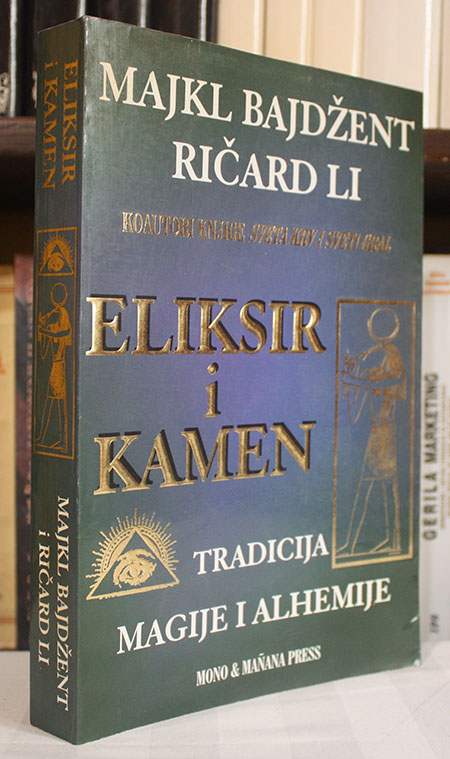 MAJKL BAJDŽENT
RIČARD LI
KOAUTORI KNJIGE SVETA KRV I SVETI GRAL
ELIKSIR
i
KAMEN
TRADICIJA
MAGIJE I ALHEMIJE
MONO & MAÑANA PRESS
ELIKSIR
i KAMEN
MAJKL BAJDŽENT
i RIČARD LI
GERILA MARKETING